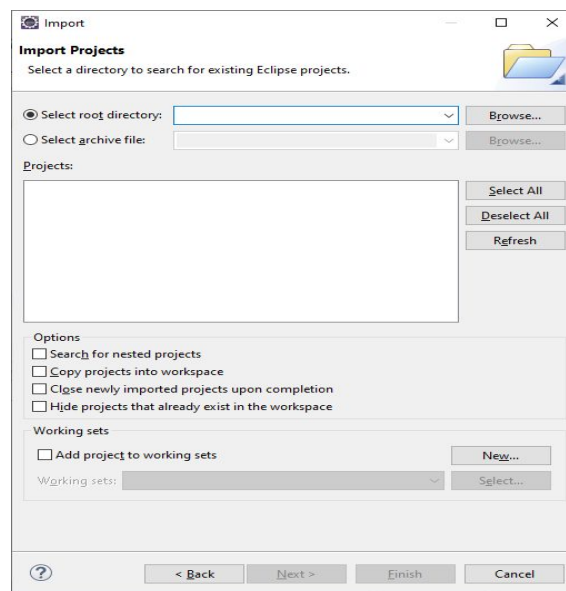 Import
Import Projects
Select a directory to search for existing Eclipse projects.
Select root directory:
Browse...
Select archive file:
Browse...
Projects:
Select All
Deselect All
Refresh
Options
Search for nested projects
Copy projects into workspace
Close newly imported projects upon completion
Hide projects that already exist in the workspace
Working sets
Add project to working sets
New...
Working sets:
Select...
?
< Back
Next >
Finish
Cancel